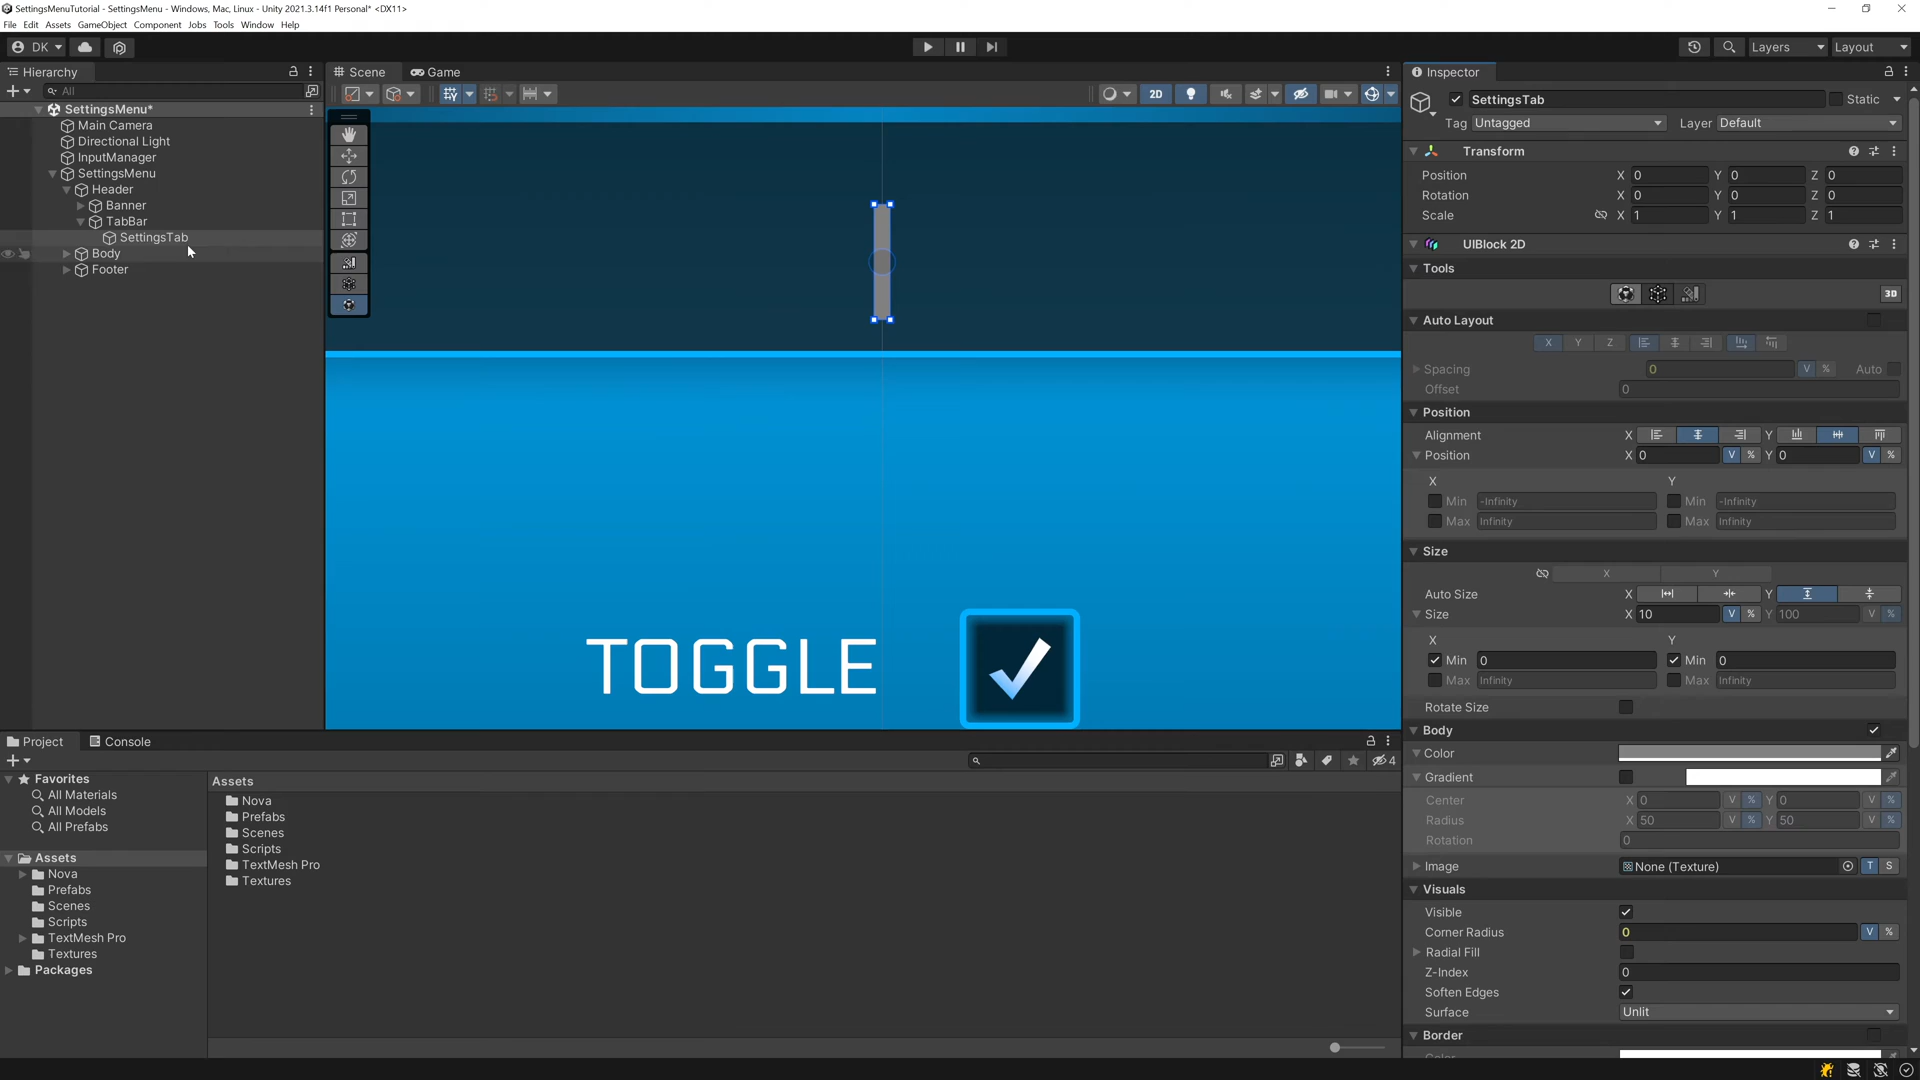 SettingsMenuTutorial - SettingsMenu - Windows, Mac, Linux - Unity 2021.3.14f1 Personal* <DX11>
File Edit Assets GameObject Component Jobs Tools Window Help
DK Layers Layout
Hierarchy Scene Game Inspector
All 2D
SettingsMenu*
Main Camera
Directional Light
InputManager
SettingsMenu
Header
Banner
TabBar
SettingsTab
Body
Footer
TOGGLE
SettingsTab Static
Tag Untagged Layer Default
Transform
Position X 0 Y 0 Z 0
Rotation X 0 Y 0 Z 0
Scale X 1 Y 1 Z 1
UIBlock 2D
Tools
3D
Auto Layout
X Y Z
Spacing 0 V % Auto
Offset 0
Position
Alignment X Y
Position X 0 V % Y 0 V %
X Y
Min -Infinity Min -Infinity
Max Infinity Max Infinity
Size
X Y
Auto Size X Y
Size X 10 V % Y 100 V %
X Y
Min 0 Min 0
Max Infinity Max Infinity
Rotate Size
Body
Color
Gradient
Center X 0 V % Y 0 V %
Radius X 50 V % Y 50 V %
Rotation 0
Image None (Texture) T S
Visuals
Visible
Corner Radius 0 V %
Radial Fill
Z-Index 0
Soften Edges
Surface Unlit
Border
Project Console
4
Favorites
All Materials
All Models
All Prefabs
Assets
Nova
Prefabs
Scenes
Scripts
TextMesh Pro
Textures
Packages
Assets
Nova
Prefabs
Scenes
Scripts
TextMesh Pro
Textures